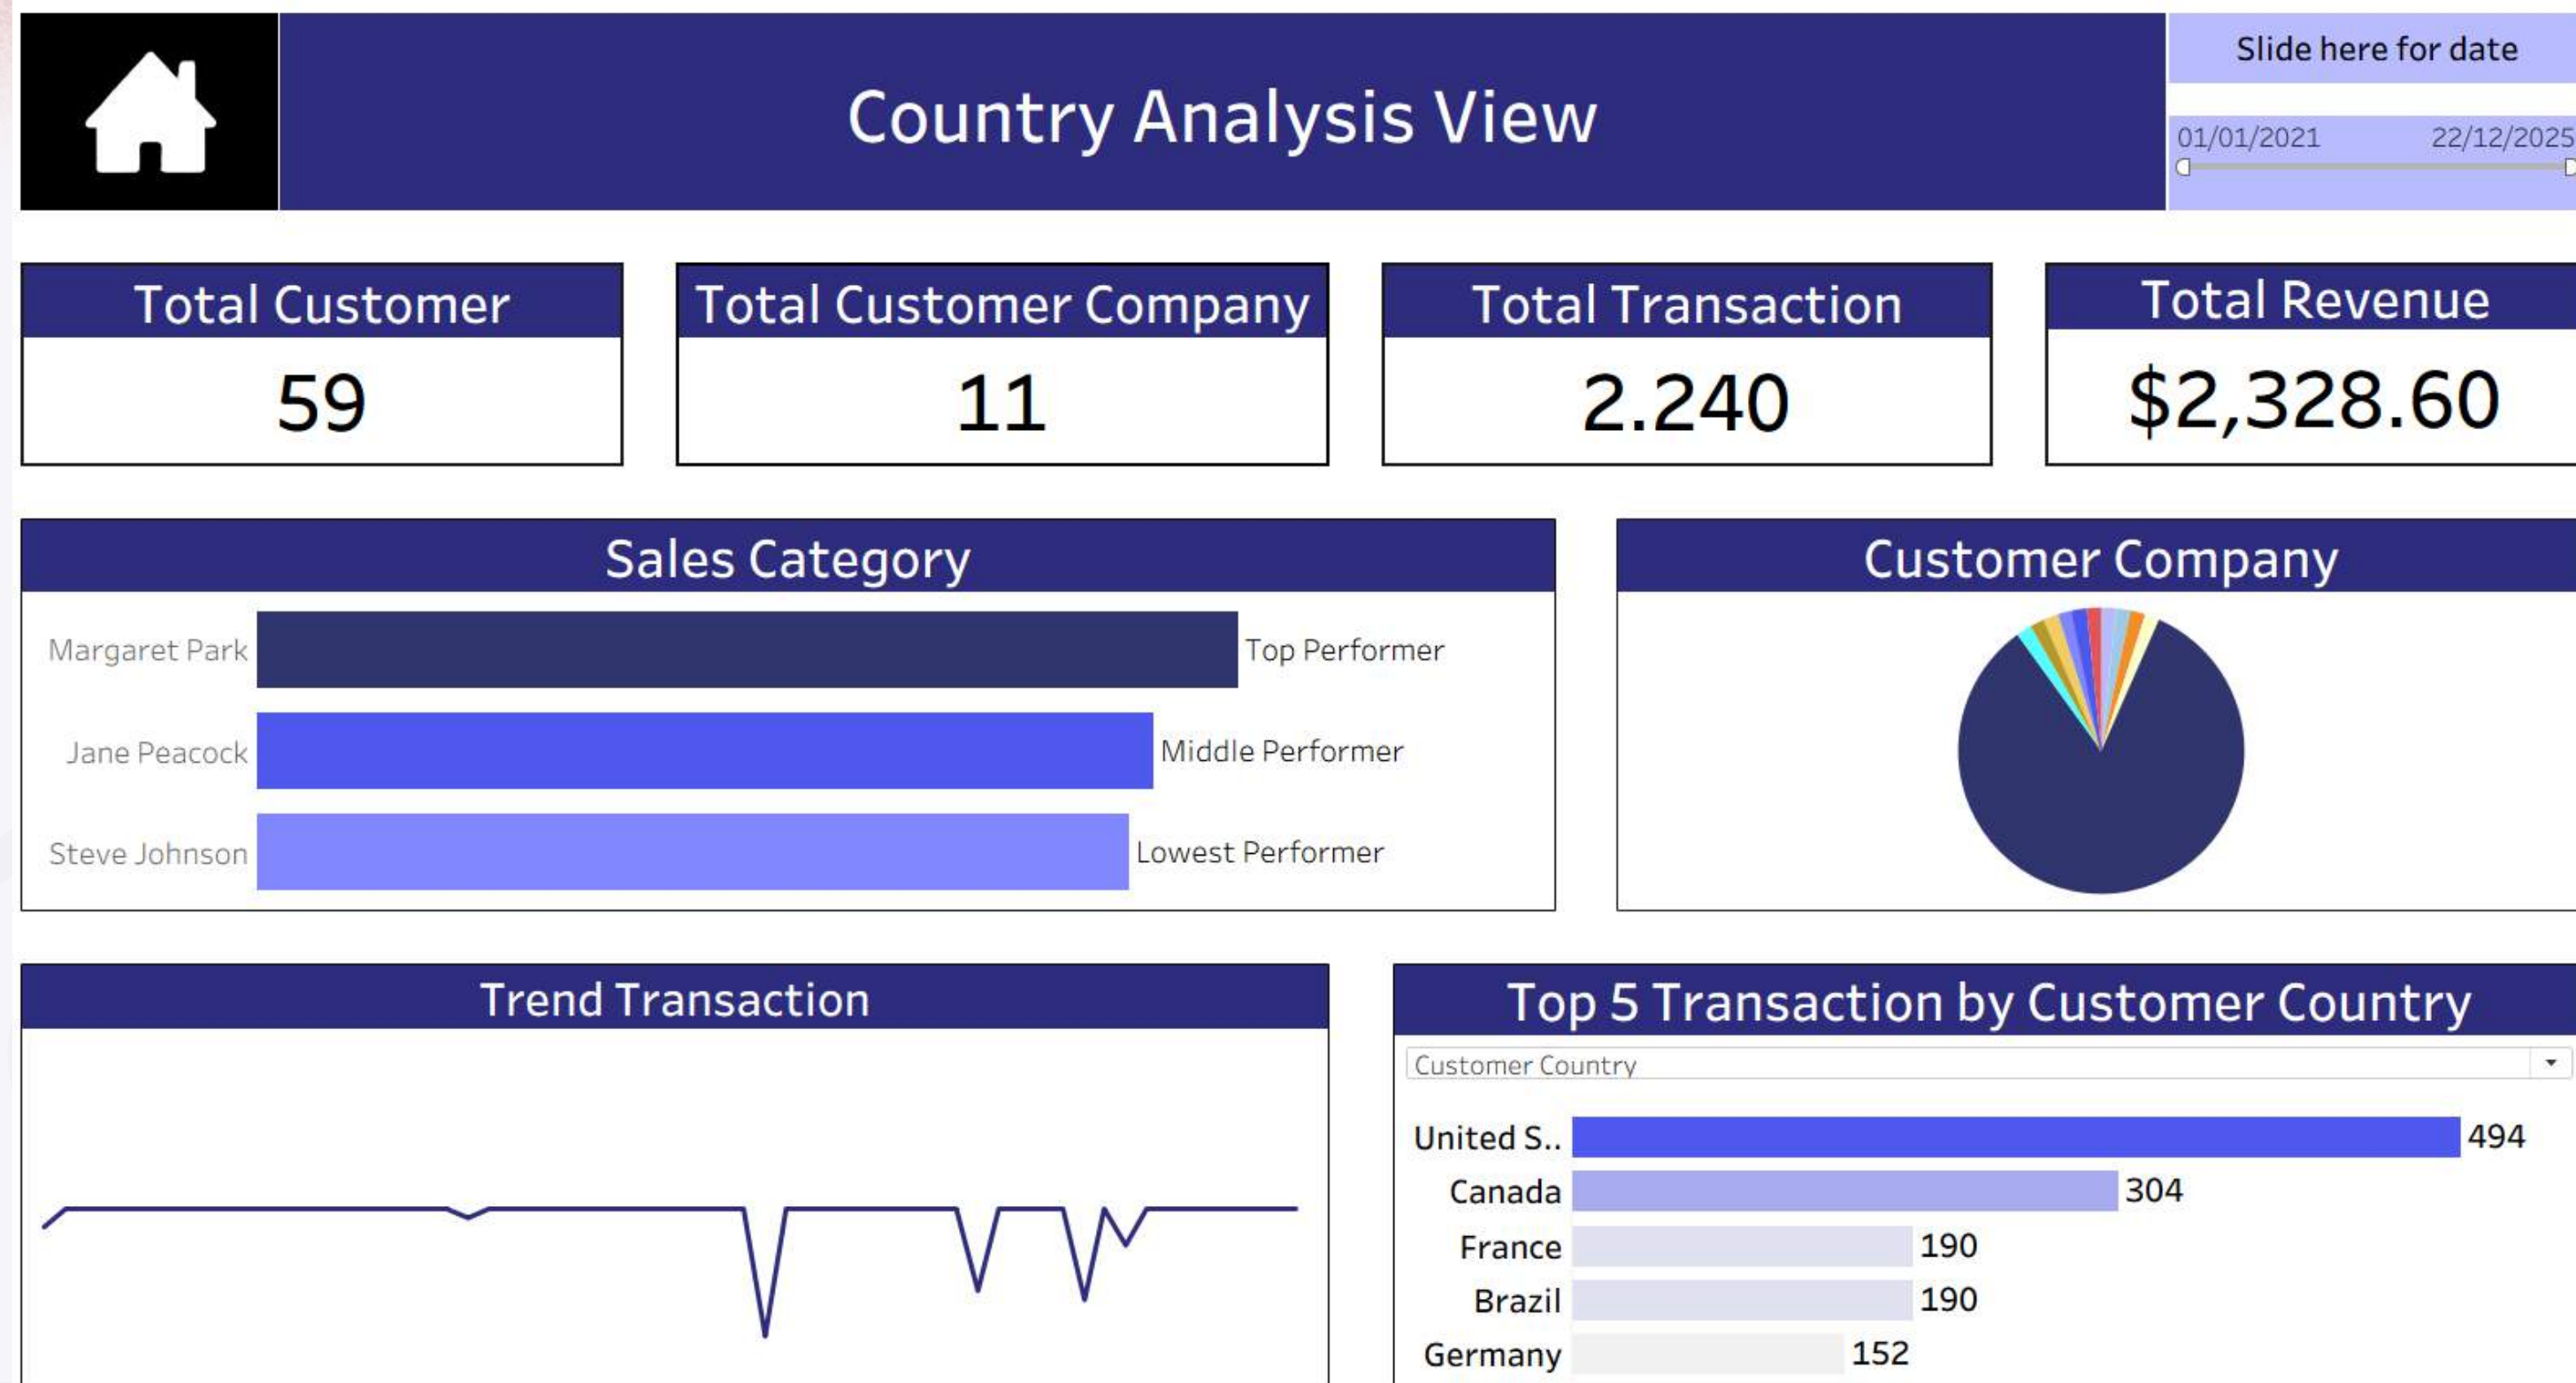 Country Analysis View
Slide here for date
01/01/2021 22/12/2025
Total Customer
59
Total Customer Company
11
Total Transaction
2.240
Total Revenue
$2,328.60
Sales Category
Margaret Park Top Performer
Jane Peacock Middle Performer
Steve Johnson Lowest Performer
Customer Company
Trend Transaction
Top 5 Transaction by Customer Country
Customer Country
United S.. 494
Canada 304
France 190
Brazil 190
Germany 152